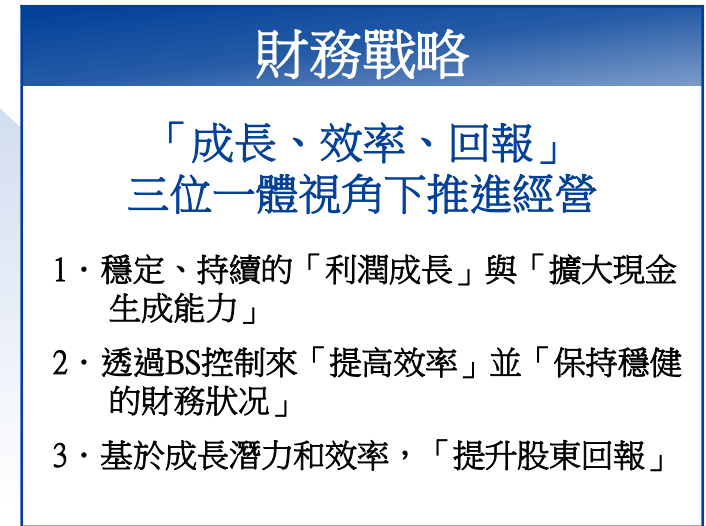 財務戰略
「成長、效率、回報」
三位一體視角下推進經營
1・穩定、持續的「利潤成長」與「擴大現金
生成能力」
2・透過BS控制來「提高效率」並「保持穩健
的財務狀況」
3・基於成長潛力和效率，「提升股東回報」